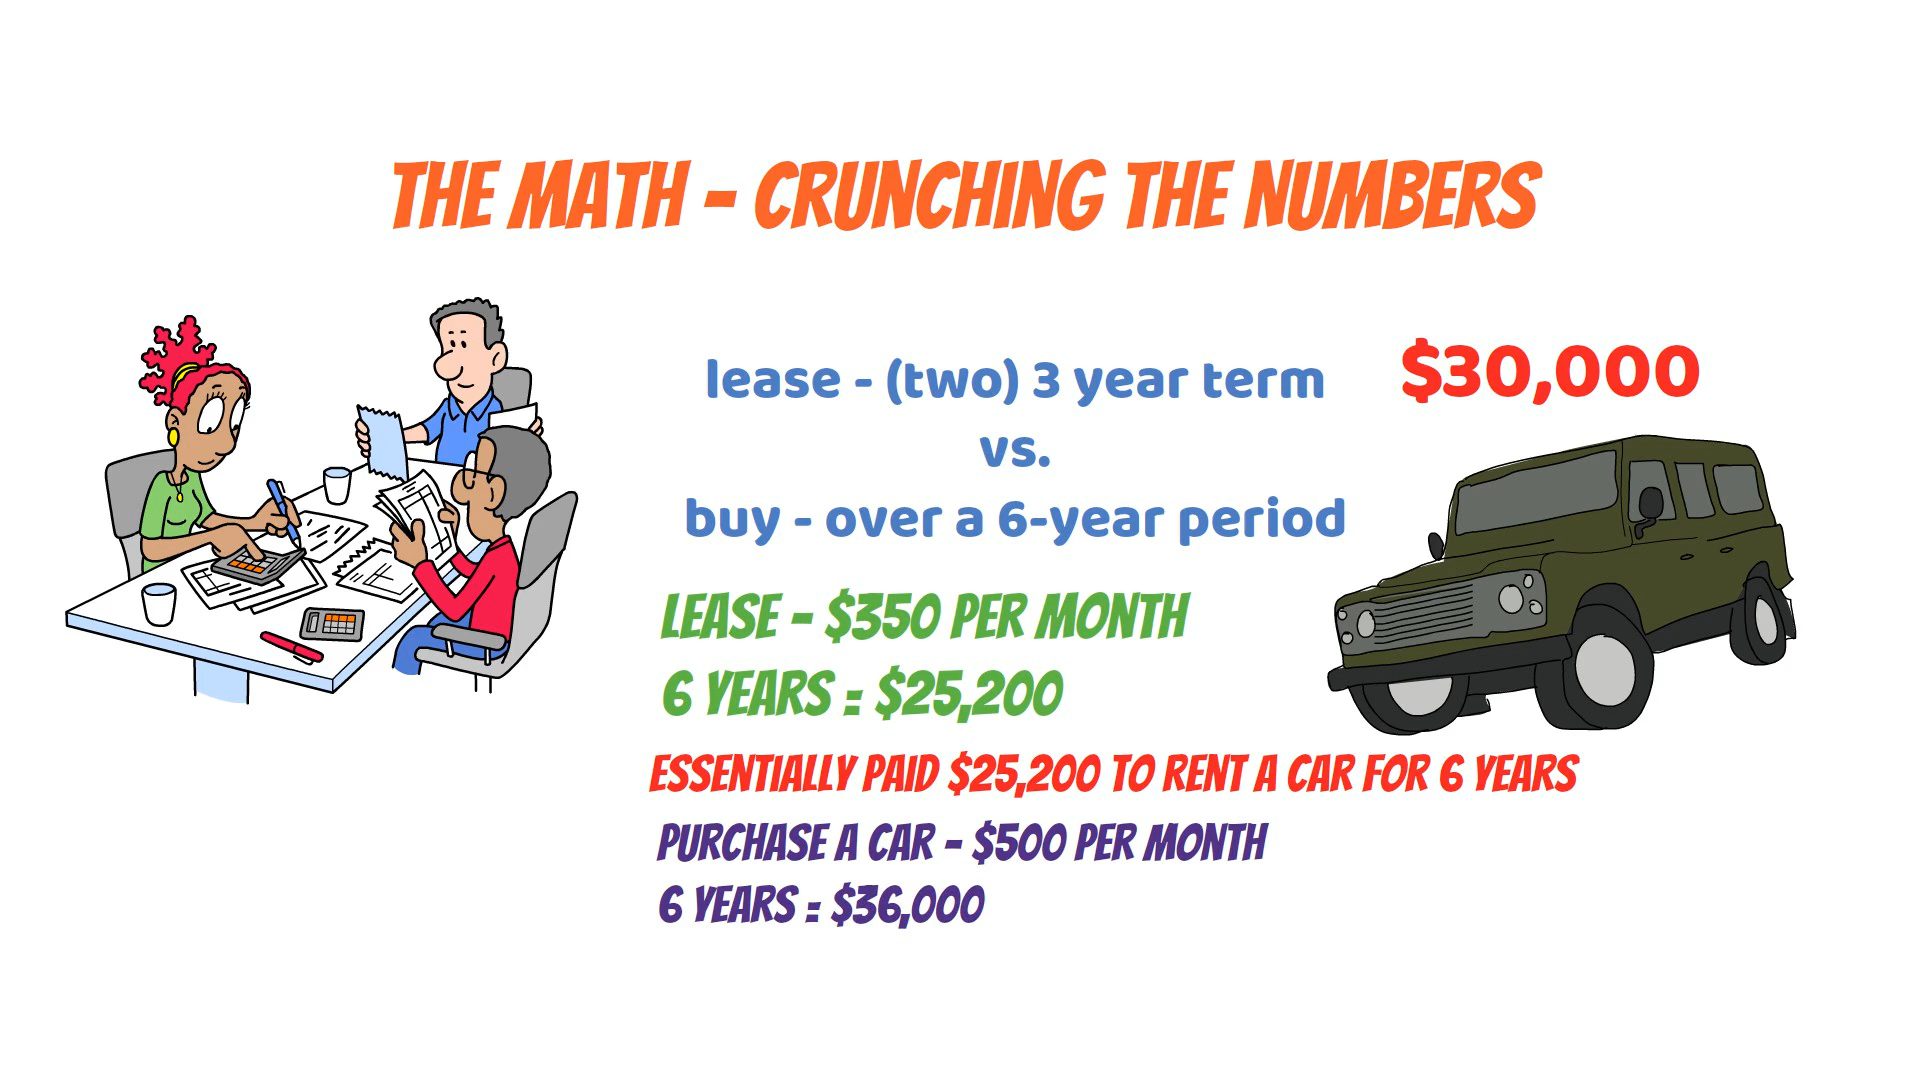 THE MATH - CRUNCHING THE NUMBERS
lease - (two) 3 year term
$30,000
vs.
buy - over a 6-year period
LEASE - $350 PER MONTH
6 YEARS = $25,200
ESSENTIALLY PAID $25,200 TO RENT A CAR FOR 6 YEARS
PURCHASE A CAR - $500 PER MONTH
6 YEARS = $36,000